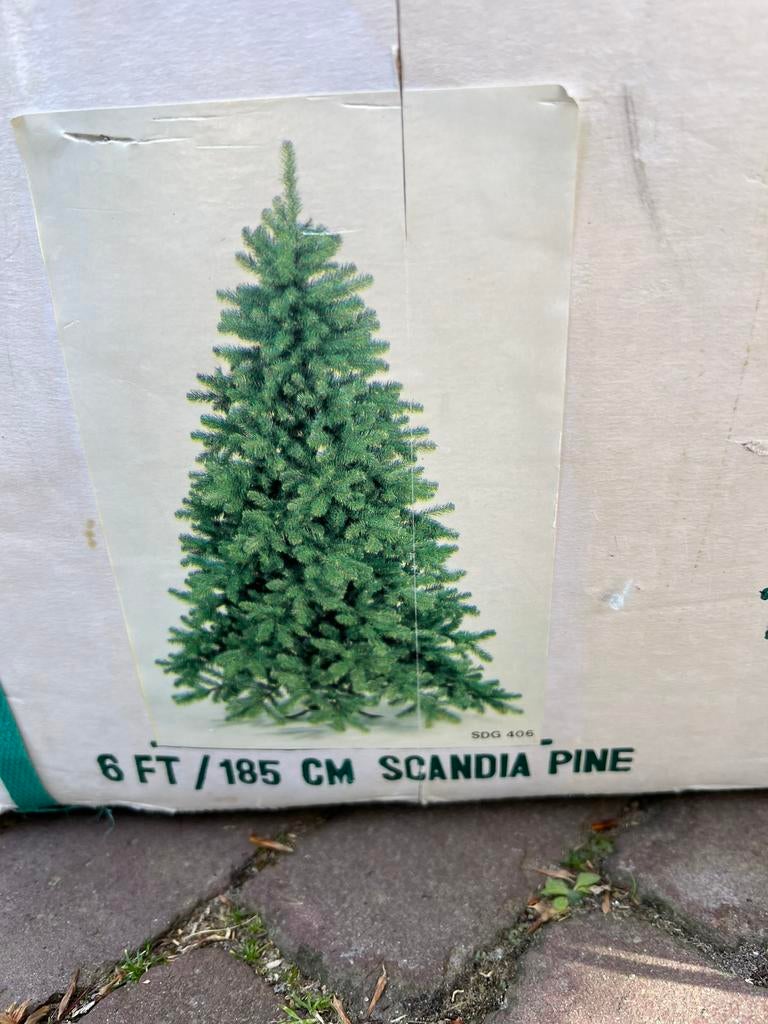 SDG 406
6 FT / 185 CM SCANDIA PINE